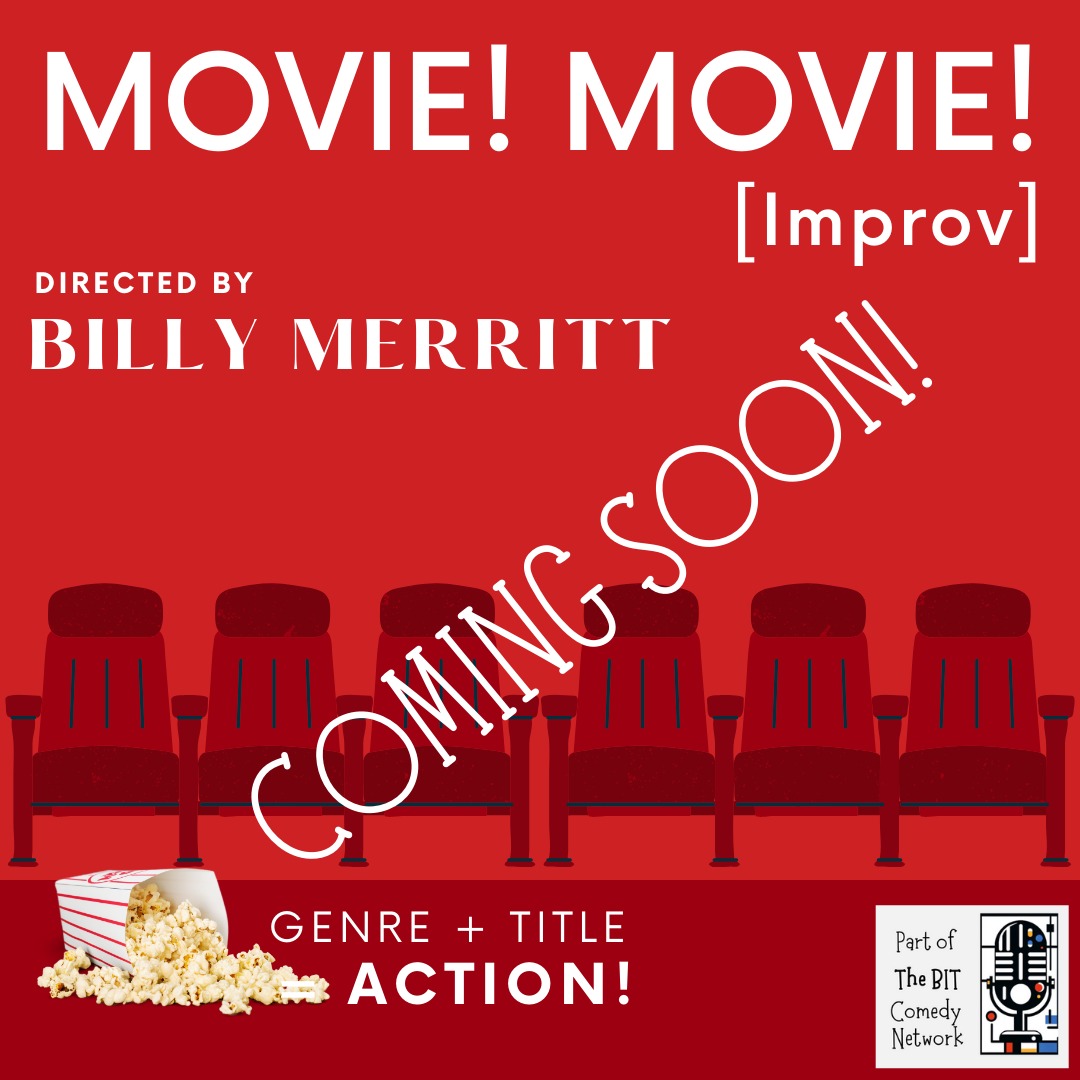 MOVIE! MOVIE!
[Improv]
DIRECTED BY
BILLY MERRITT
COMING SOON!
GENRE + TITLE
= ACTION!
Part of
The BIT
Comedy
Network